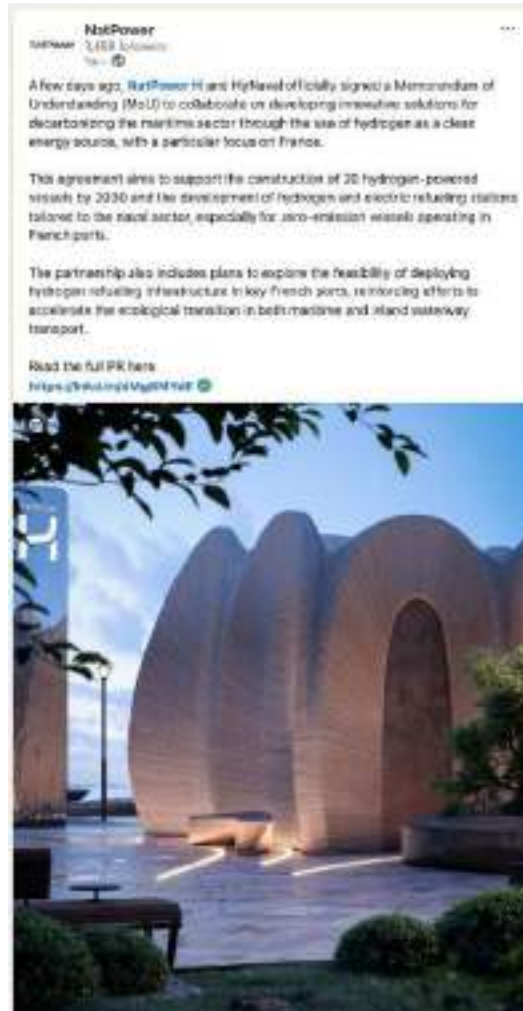 NatPower
A few days ago, NatPower H and HyNaval officially signed a Memorandum of
Understanding (MoU) to collaborate on developing innovative solutions for
decarbonizing the maritime sector through the use of hydrogen as a clean
energy source, with a particular focus on France.
This agreement aims to support the construction of 20 hydrogen-powered
vessels by 2030 and the development of hydrogen and electric refueling stations
tailored to the naval sector, especially for zero-emission vessels operating in
French ports.
The partnership also includes plans to explore the feasibility of deploying
hydrogen refueling infrastructure in key French ports, reinforcing efforts to
accelerate the ecological transition in both maritime and inland waterway
transport.
Read the full PR here